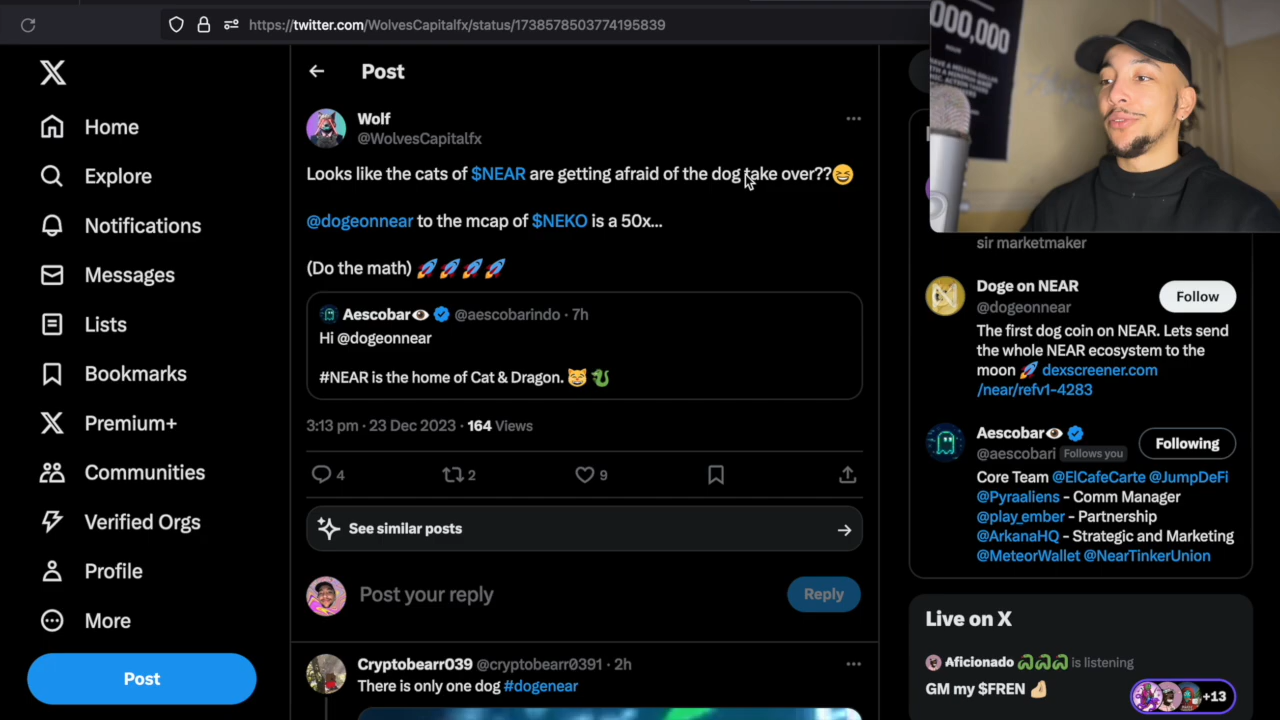 https://twitter.com/WolvesCapitalfx/status/1738578503774195839
000,000
Home
Explore
Notifications
Messages
Lists
Bookmarks
Premium+
Communities
Verified Orgs
Profile
More
Post
Post
Wolf
@WolvesCapitalfx
Looks like the cats of $NEAR are getting afraid of the dog take over??😆
@dogeonnear to the mcap of $NEKO is a 50x...
(Do the math) 🚀🚀🚀🚀
Aescobar👁 @aescobarindo · 7h
Hi @dogeonnear
#NEAR is the home of Cat & Dragon. 😸🐉
3:13 pm · 23 Dec 2023 · 164 Views
4 2 9
See similar posts
Post your reply
Reply
Cryptobearr039 @cryptobearr0391 · 2h
There is only one dog #dogenear
sir marketmaker
Doge on NEAR
@dogeonnear
Follow
The first dog coin on NEAR. Lets send
the whole NEAR ecosystem to the
moon 🚀 dexscreener.com
/near/refv1-4283
Aescobar👁
@aescobari Follows you
Following
Core Team @ElCafeCarte @JumpDeFi
@Pyraaliens - Comm Manager
@play_ember - Partnership
@ArkanaHQ - Strategic and Marketing
@MeteorWallet @NearTinkerUnion
Live on X
Aficionado 🐉🐉🐉 is listening
GM my $FREN 🤌
+13